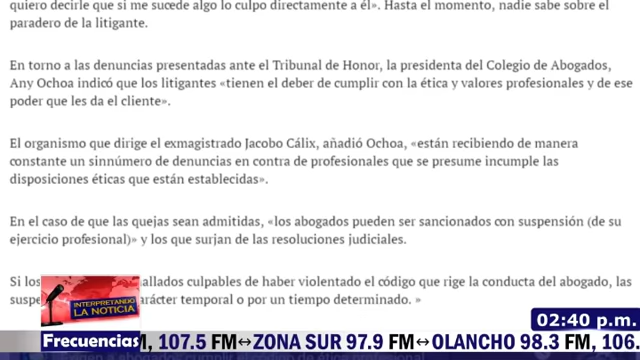 quiero decirle que si me sucede algo lo culpo directamente a él». Hasta el momento, nadie sabe sobre el
paradero de la litigante.
En torno a las denuncias presentadas ante el Tribunal de Honor, la presidenta del Colegio de Abogados,
Any Ochoa indicó que los litigantes «tienen el deber de cumplir con la ética y valores profesionales y de ese
poder que les da el cliente».
El organismo que dirige el exmagistrado Jacobo Cálix, añadió Ochoa, «están recibiendo de manera
constante un sinnúmero de denuncias en contra de profesionales que se presume incumple las
disposiciones éticas que están establecidas».
En el caso de que las quejas sean admitidas, «los abogados pueden ser sancionados con suspensión (de su
ejercicio profesional)» y los que surjan de las resoluciones judiciales.
Si los allados culpables de haber violentado el código que rige la conducta del abogado, las
suspe arácter temporal o por un tiempo determinado. »
INTERPRETANDO
LA NOTICIA
02:40 p.m.
Frecuencias M, 107.5 FM↔ZONA SUR 97.9 FM↔OLANCHO 98.3 FM, 106